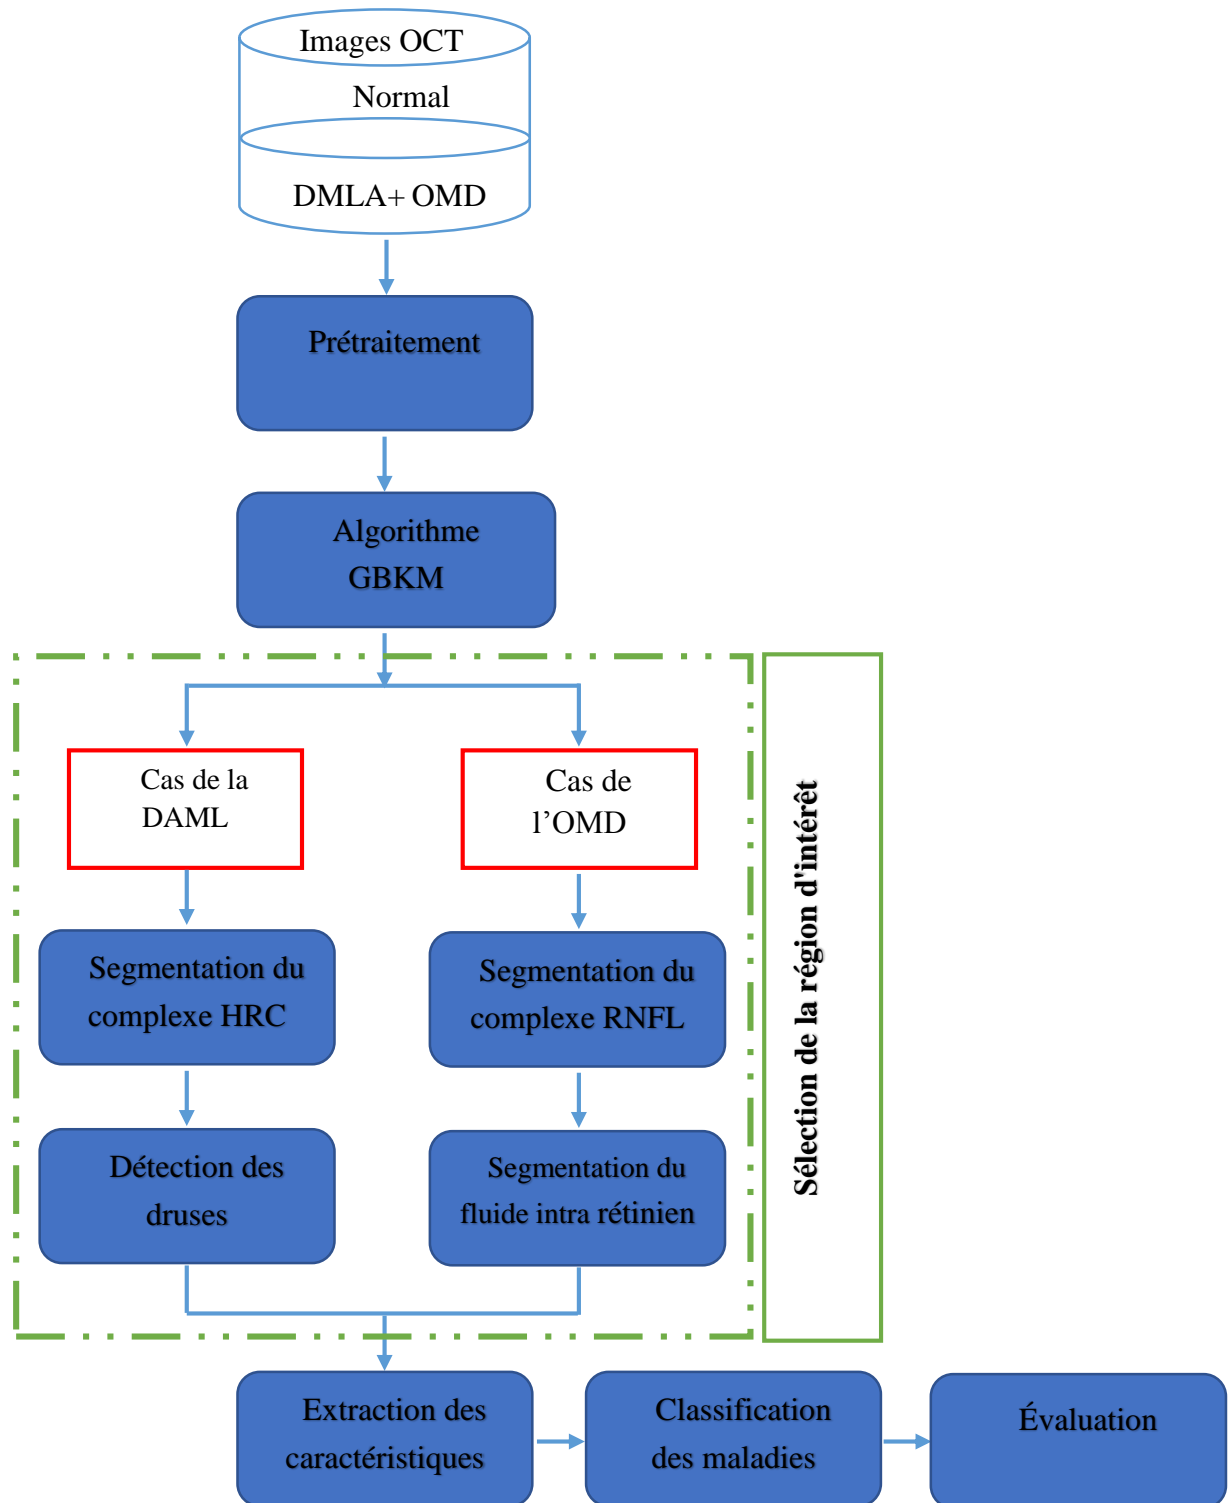 Images OCT
Normal
DMLA+ OMD
Prétraitement
Algorithme
GBKM
Cas de la
DAML
Cas de
l’OMD
Segmentation du
complexe HRC
Segmentation du
complexe RNFL
Détection des
druses
Segmentation du
fluide intra rétinien
Sélection de la région d'intérêt
Extraction des
caractéristiques
Classification
des maladies
Évaluation